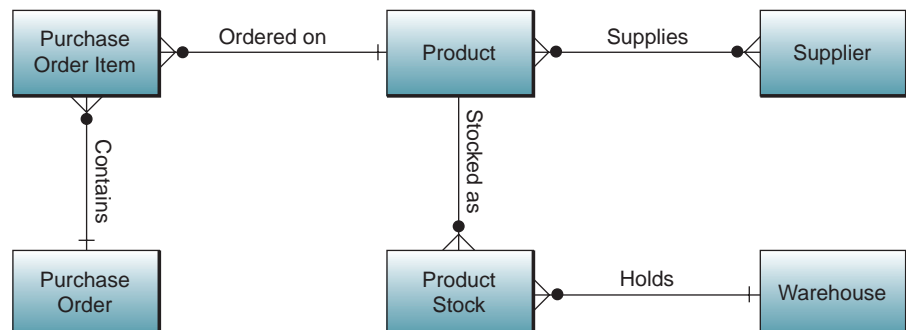 Purchase
Order Item
Ordered on
Product
Supplies
Supplier
Contains
Stocked as
Purchase
Order
Product
Stock
Holds
Warehouse